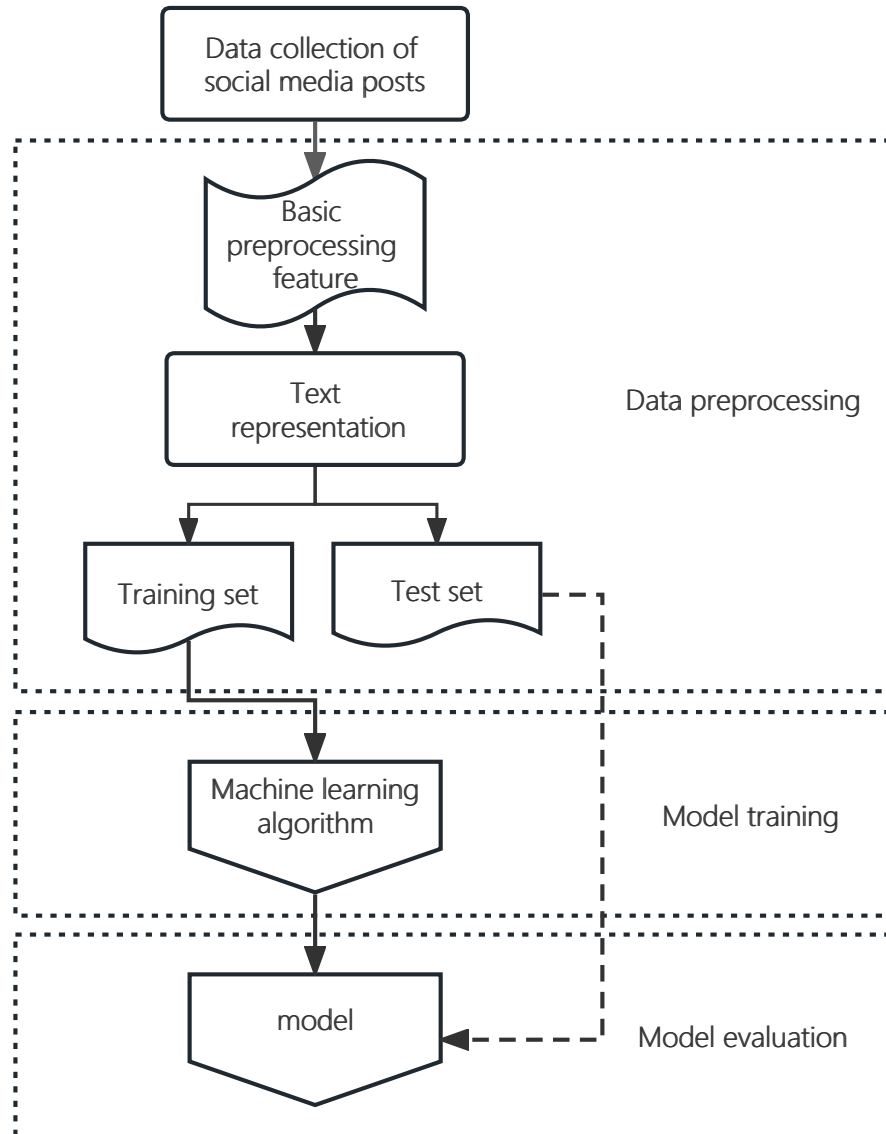 Data collection of
social media posts
Basic
preprocessing
feature
Text
representation
Data preprocessing
Training set
Test set
Machine learning
algorithm
Model training
model
Model evaluation